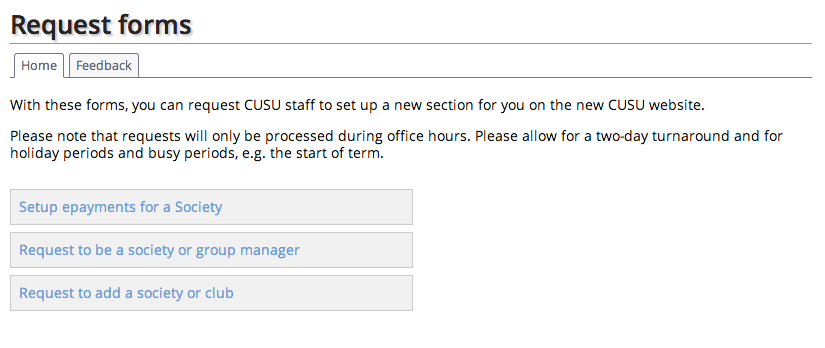 Request forms
Home Feedback
With these forms, you can request CUSU staff to set up a new section for you on the new CUSU website.
Please note that requests will only be processed during office hours. Please allow for a two-day turnaround and for
holiday periods and busy periods, e.g. the start of term.
Setup epayments for a Society
Request to be a society or group manager
Request to add a society or club